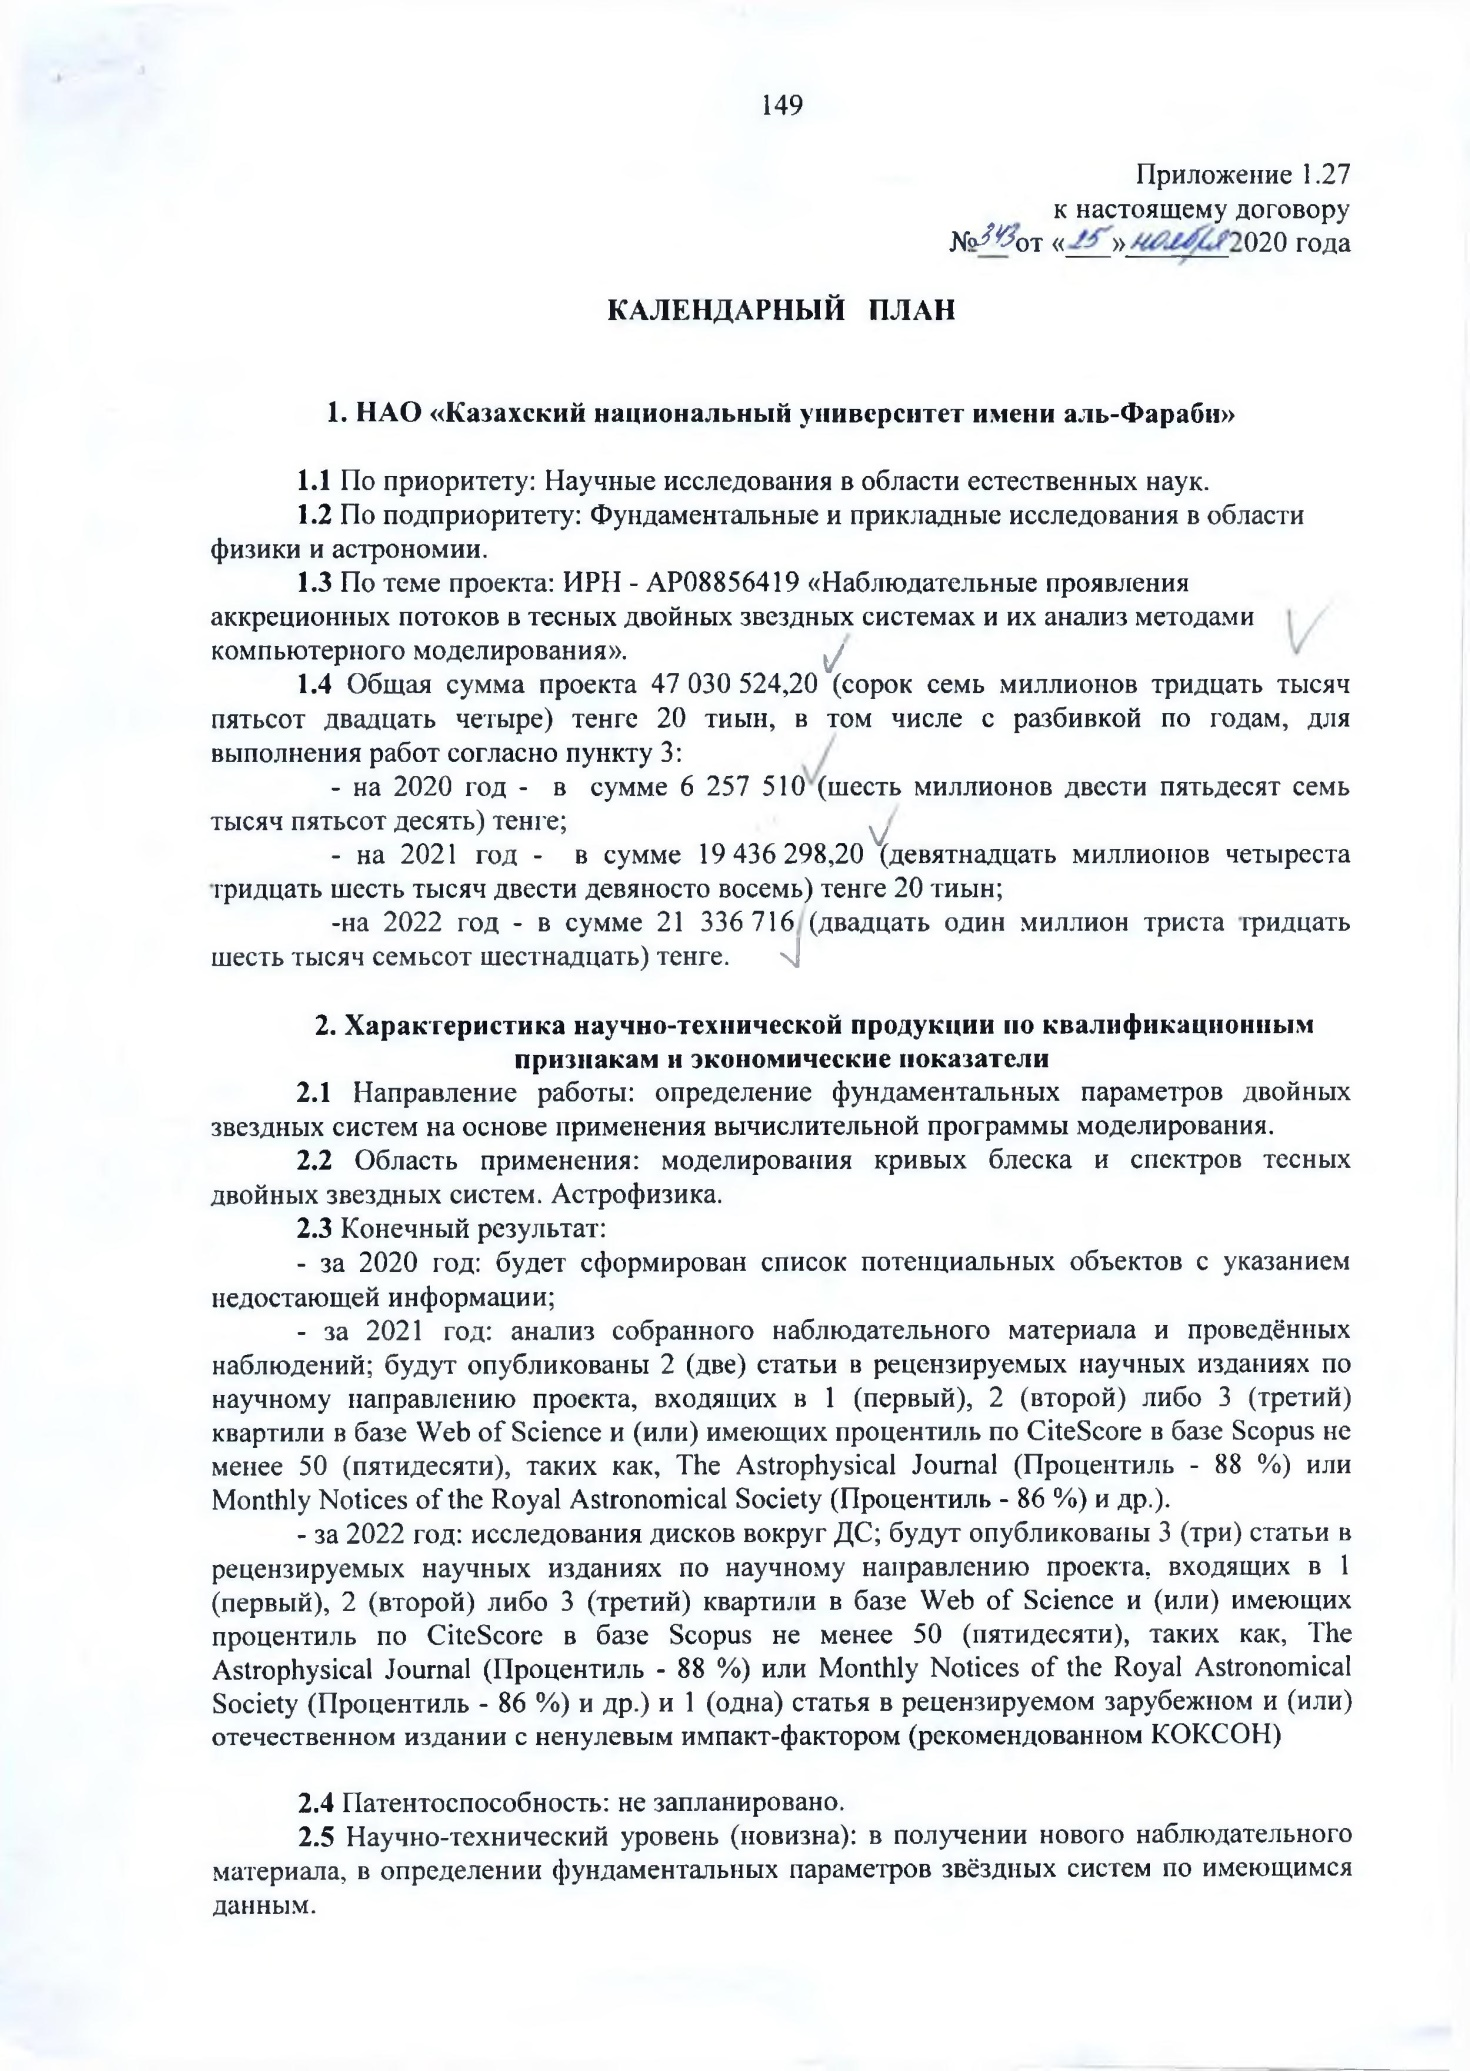 149
Приложение 1.27
к настоящему договору
№343 от «15» ноября 2020 года
КАЛЕНДАРНЫЙ ПЛАН
1. НАО «Казахский национальный университет имени аль-Фараби»
1.1 По приоритету: Научные исследования в области естественных наук.
1.2 По подприоритету: Фундаментальные и прикладные исследования в области
физики и астрономии.
1.3 По теме проекта: ИРН - AP08856419 «Наблюдательные проявления
аккреционных потоков в тесных двойных звездных системах и их анализ методами
компьютерного моделирования».
1.4 Общая сумма проекта 47 030 524,20 (сорок семь миллионов тридцать тысяч
пятьсот двадцать четыре) тенге 20 тиын, в том числе с разбивкой по годам, для
выполнения работ согласно пункту 3:
- на 2020 год - в сумме 6 257 510 (шесть миллионов двести пятьдесят семь
тысяч пятьсот десять) тенге;
- на 2021 год - в сумме 19 436 298,20 (девятнадцать миллионов четыреста
тридцать шесть тысяч двести девяносто восемь) тенге 20 тиын;
-на 2022 год - в сумме 21 336 716 (двадцать один миллион триста тридцать
шесть тысяч семьсот шестнадцать) тенге.
2. Характеристика научно-технической продукции по квалификационным
признакам и экономические показатели
2.1 Направление работы: определение фундаментальных параметров двойных
звездных систем на основе применения вычислительной программы моделирования.
2.2 Область применения: моделирования кривых блеска и спектров тесных
двойных звездных систем. Астрофизика.
2.3 Конечный результат:
- за 2020 год: будет сформирован список потенциальных объектов с указанием
недостающей информации;
- за 2021 год: анализ собранного наблюдательного материала и проведённых
наблюдений; будут опубликованы 2 (две) статьи в рецензируемых научных изданиях по
научному направлению проекта, входящих в 1 (первый), 2 (второй) либо 3 (третий)
квартили в базе Web of Science и (или) имеющих процентиль по CiteScore в базе Scopus не
менее 50 (пятидесяти), таких как, The Astrophysical Journal (Процентиль - 88 %) или
Monthly Notices of the Royal Astronomical Society (Процентиль - 86 %) и др.).
- за 2022 год: исследования дисков вокруг ДС; будут опубликованы 3 (три) статьи в
рецензируемых научных изданиях по научному направлению проекта, входящих в 1
(первый), 2 (второй) либо 3 (третий) квартили в базе Web of Science и (или) имеющих
процентиль по CiteScore в базе Scopus не менее 50 (пятидесяти), таких как, The
Astrophysical Journal (Процентиль - 88 %) или Monthly Notices of the Royal Astronomical
Society (Процентиль - 86 %) и др.) и 1 (одна) статья в рецензируемом зарубежном и (или)
отечественном издании с ненулевым импакт-фактором (рекомендованном КОКСОН)
2.4 Патентоспособность: не запланировано.
2.5 Научно-технический уровень (новизна): в получении нового наблюдательного
материала, в определении фундаментальных параметров звёздных систем по имеющимся
данным.